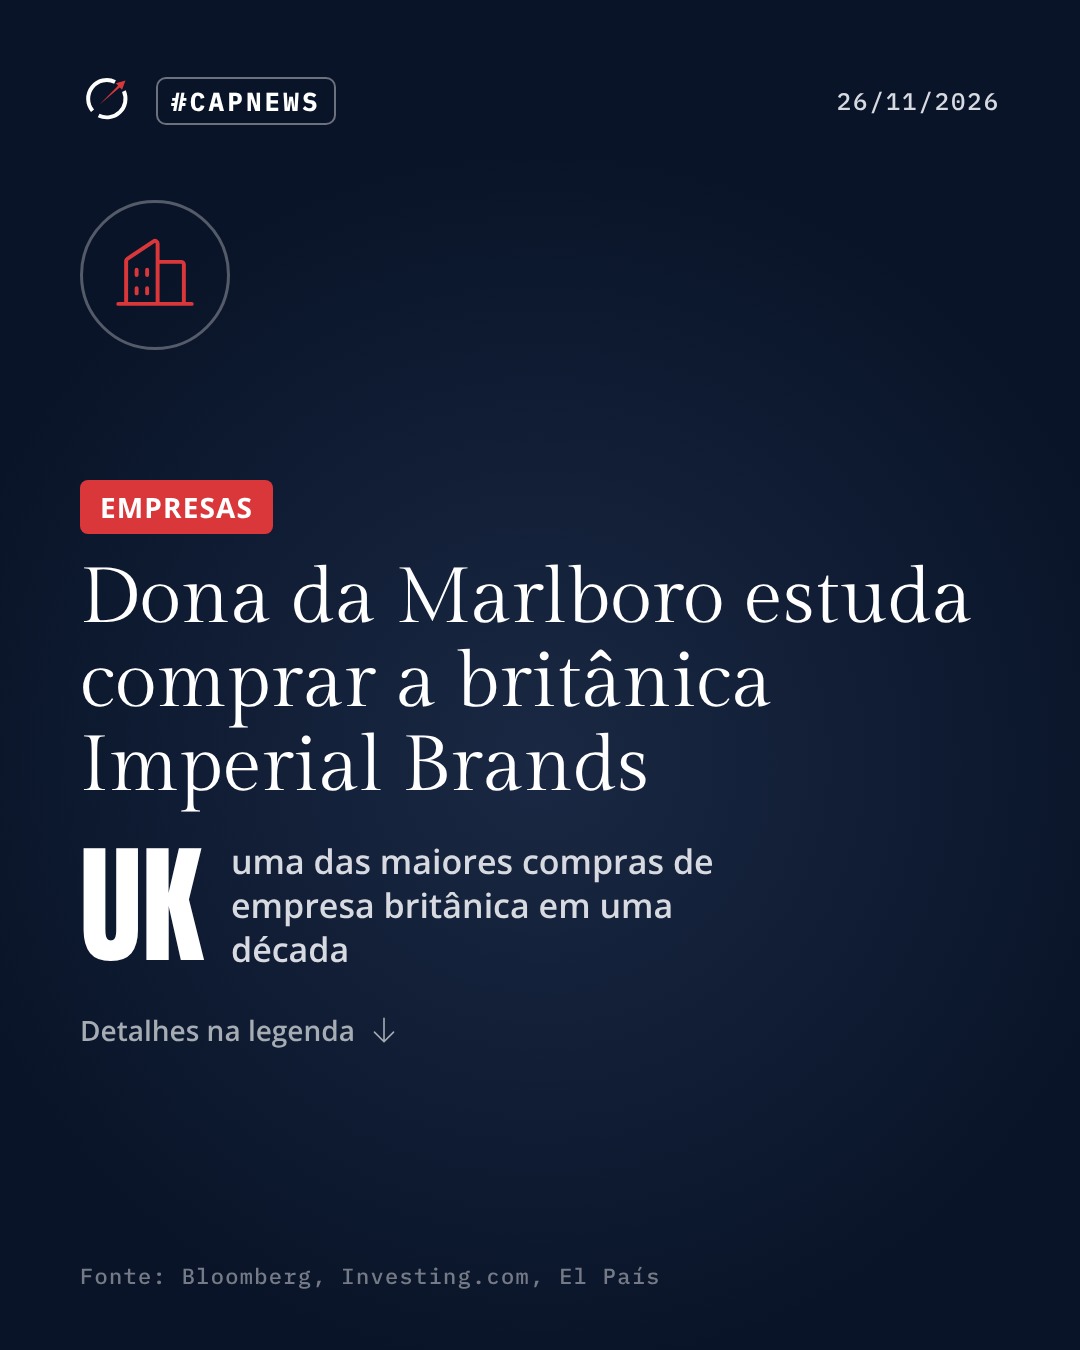 #CAPNEWS
26/11/2026
EMPRESAS
Dona da Marlboro estuda
comprar a britânica
Imperial Brands
UK
uma das maiores compras de
empresa britânica em uma
década
Detalhes na legenda ↓
Fonte: Bloomberg, Investing.com, El País